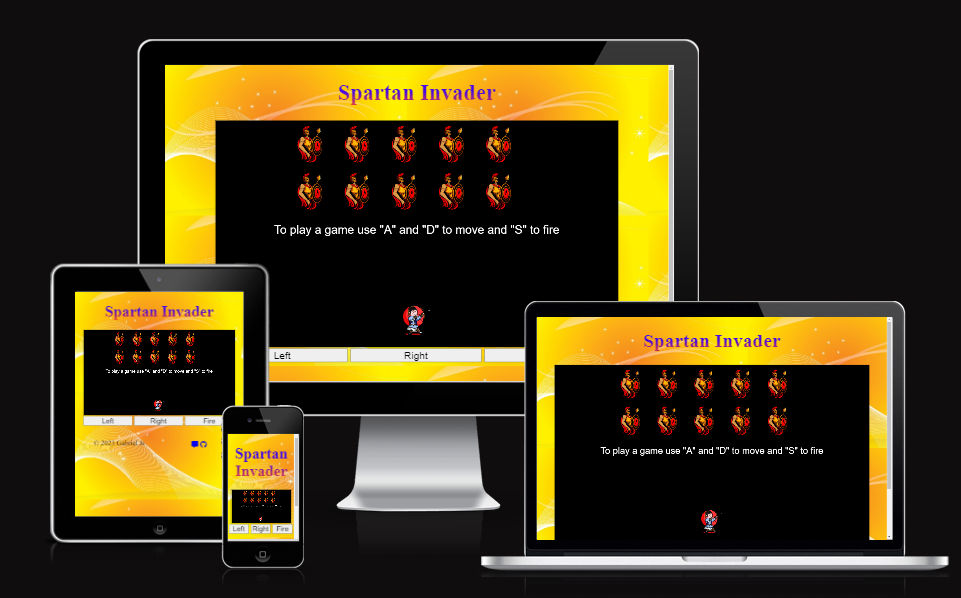 Spartan Invader
To play a game use "A" and "D" to move and "S" to fire
Left Right
Spartan Invader
To play a game use "A" and "D" to move and "S" to fire
Left Right Fire
© 2023 Gabriel
Spartan
Invader
Left Right Fire
Spartan Invader
To play a game use "A" and "D" to move and "S" to fire